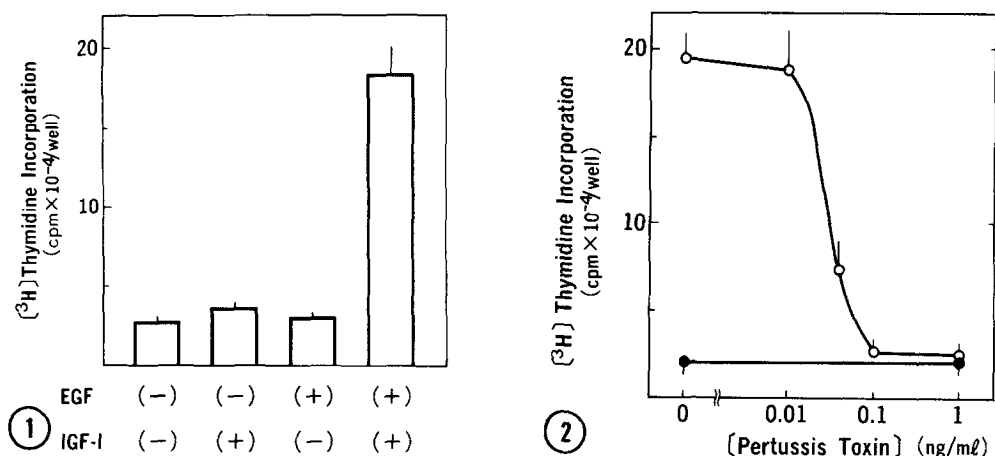 20
10
[³H]Thymidine Incorporation
(cpm×10⁻⁴/well)
EGF (−) (−) (+) (+)
IGF-I (−) (+) (−) (+)
1
20
10
[³H] Thymidine Incorporation
(cpm×10⁻⁴/well)
0 0.01 0.1 1
[Pertussis Toxin] (ng/mℓ)
2